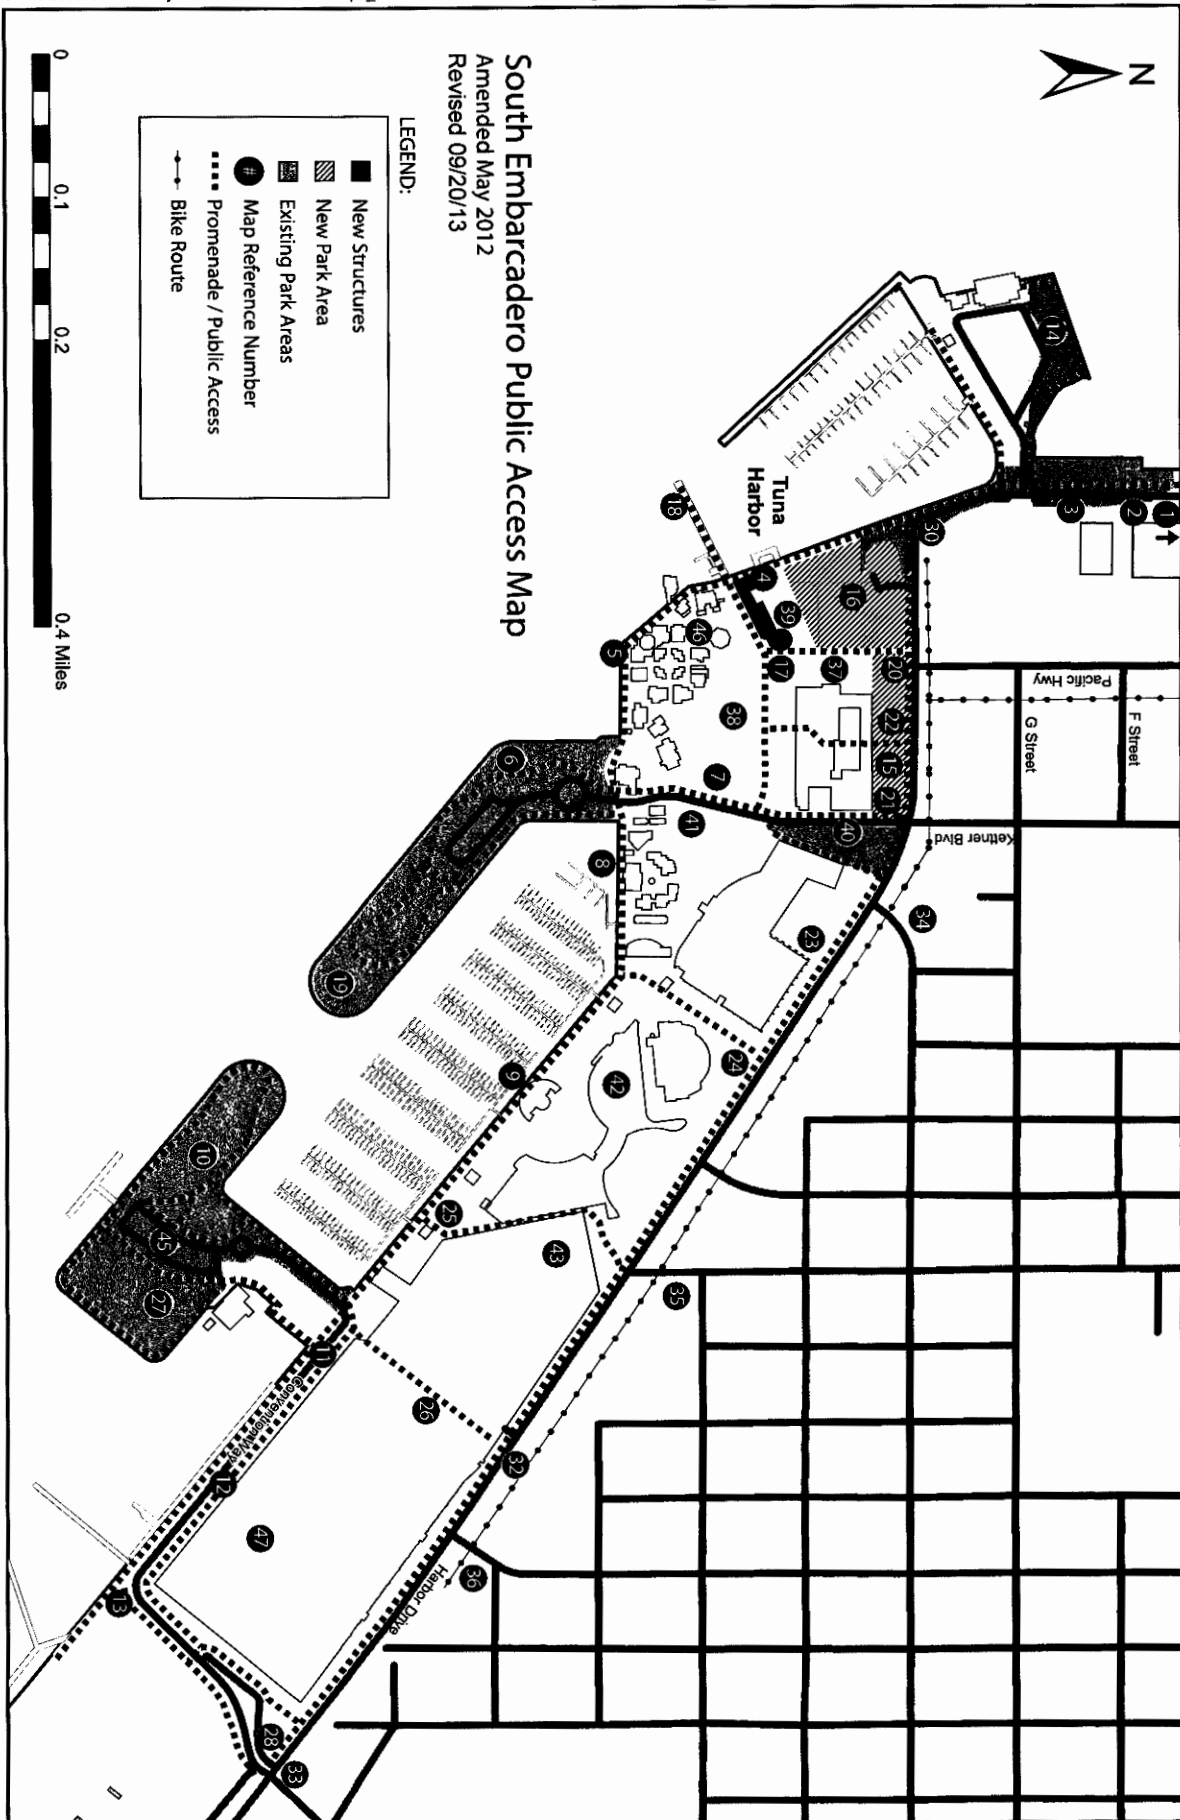 South Embarcadero Public Access Map
Amended May 2012
Revised 09/20/13
LEGEND:
New Structures
New Park Area
Existing Park Areas
# Map Reference Number
Promenade / Public Access
Bike Route
0 0.1 0.2 0.4 Miles
N
Tuna
Harbor
Pacific Hwy
F Street
G Street
Kettner Blvd
Harbor Drive
Convention Way
1
2
3
14
30
18
4
16
39
46
5
17
37
20
38
22
15
6
7
21
41
40
8
34
23
19
24
9
42
10
25
45
43
27
35
11
26
32
12
47
36
13
28
33